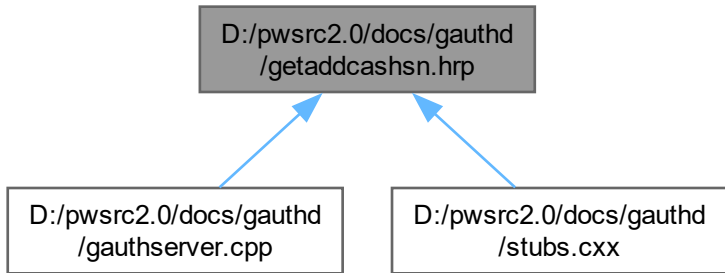 D:/pwsrc2.0/docs/gauthd
/getaddcashsn.hrp
D:/pwsrc2.0/docs/gauthd
/gauthserver.cpp
D:/pwsrc2.0/docs/gauthd
/stubs.cxx